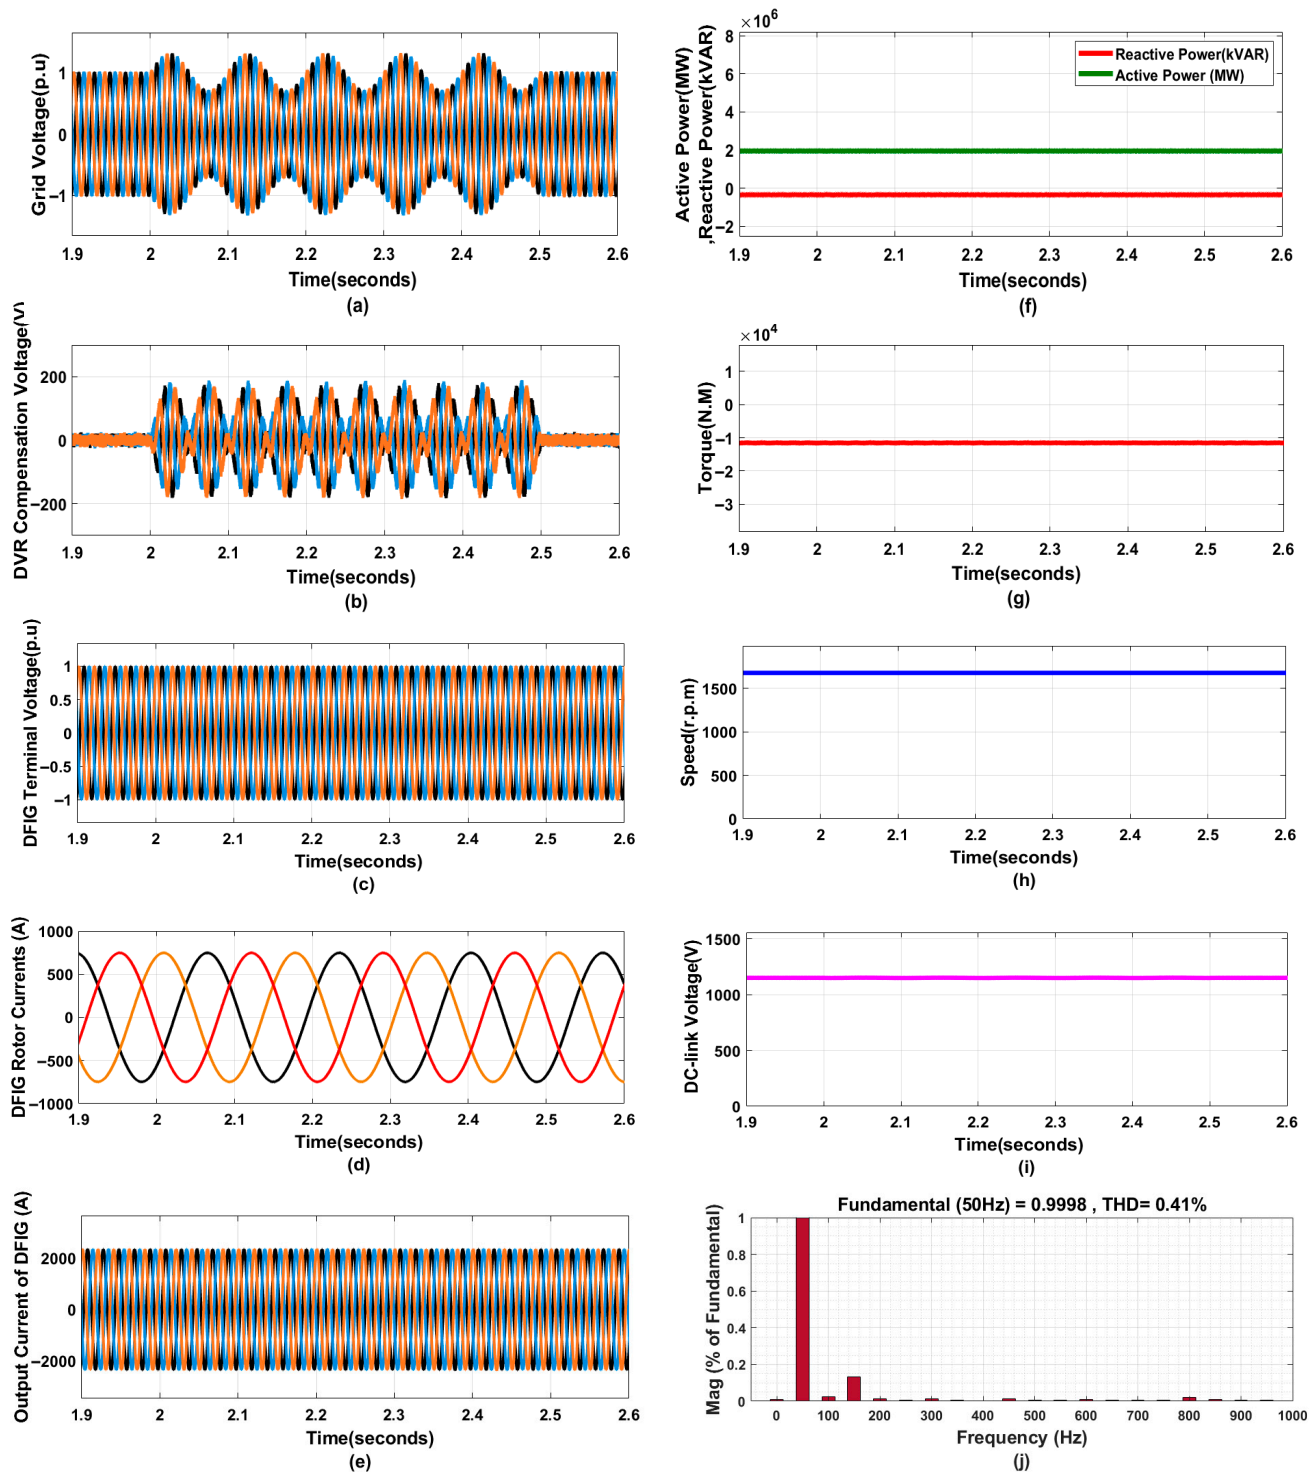 Grid Voltage(p.u)
1
0
−1
1.9 2 2.1 2.2 2.3 2.4 2.5 2.6
Time(seconds)
(a)
DVR Compensation Voltage(V)
200
0
−200
1.9 2 2.1 2.2 2.3 2.4 2.5 2.6
Time(seconds)
(b)
DFIG Terminal Voltage(p.u)
1
0.5
0
−0.5
−1
1.9 2 2.1 2.2 2.3 2.4 2.5 2.6
Time(seconds)
(c)
DFIG Rotor Currents (A)
1000
500
0
−500
−1000
1.9 2 2.1 2.2 2.3 2.4 2.5 2.6
Time(seconds)
(d)
Output Current of DFIG (A)
2000
0
−2000
1.9 2 2.1 2.2 2.3 2.4 2.5 2.6
Time(seconds)
(e)
×10⁶
Active Power(MW)
,Reactive Power(kVAR)
8
6
4
2
0
−2
Reactive Power(kVAR)
Active Power (MW)
1.9 2 2.1 2.2 2.3 2.4 2.5 2.6
Time(seconds)
(f)
×10⁴
Torque(N.M)
1
0
−1
−2
−3
1.9 2 2.1 2.2 2.3 2.4 2.5 2.6
Time(seconds)
(g)
Speed(r.p.m)
1500
1000
500
0
1.9 2 2.1 2.2 2.3 2.4 2.5 2.6
Time(seconds)
(h)
DC-link Voltage(V)
1500
1000
500
0
1.9 2 2.1 2.2 2.3 2.4 2.5 2.6
Time(seconds)
(i)
Fundamental (50Hz) = 0.9998 , THD= 0.41%
Mag (% of Fundamental)
1
0.8
0.6
0.4
0.2
0
0 100 200 300 400 500 600 700 800 900 1000
Frequency (Hz)
(j)